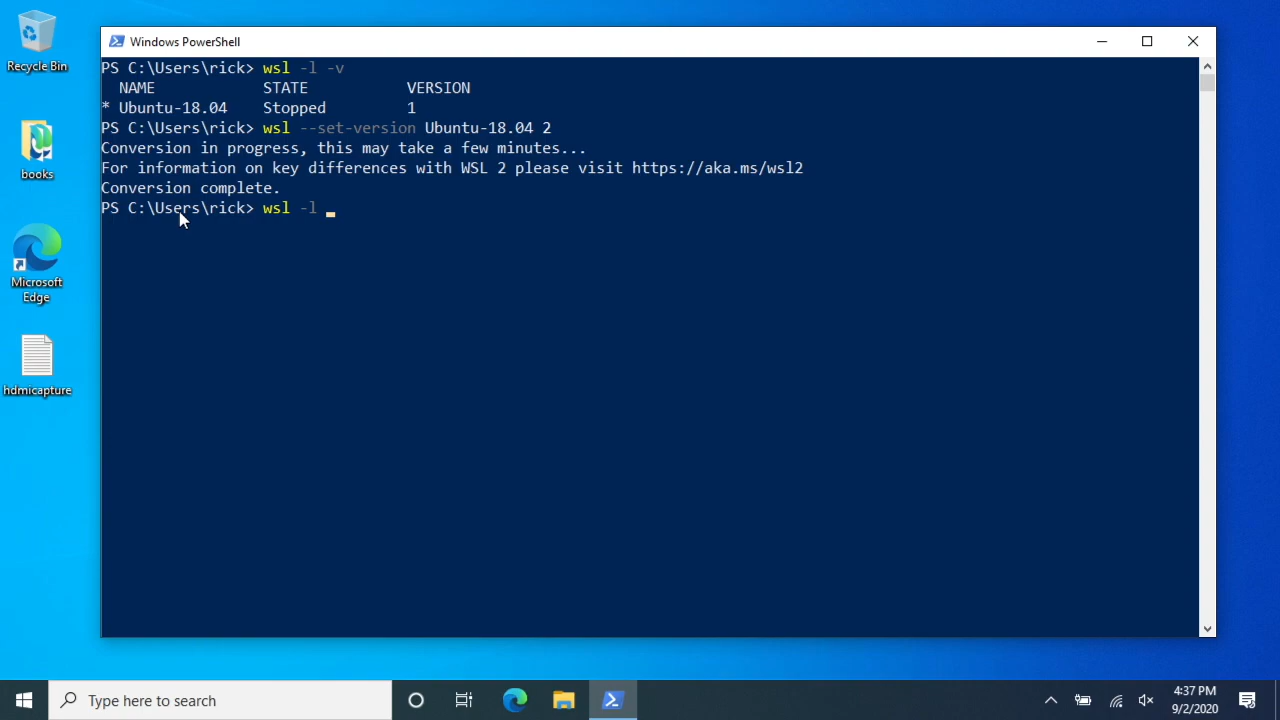 Recycle Bin
books
Microsoft
Edge
hdmicapture
Windows PowerShell
PS C:\Users\rick> wsl -l -v
  NAME            STATE           VERSION
* Ubuntu-18.04    Stopped         1
PS C:\Users\rick> wsl --set-version Ubuntu-18.04 2
Conversion in progress, this may take a few minutes...
For information on key differences with WSL 2 please visit https://aka.ms/wsl2
Conversion complete.
PS C:\Users\rick> wsl -l
Type here to search
4:37 PM
9/2/2020